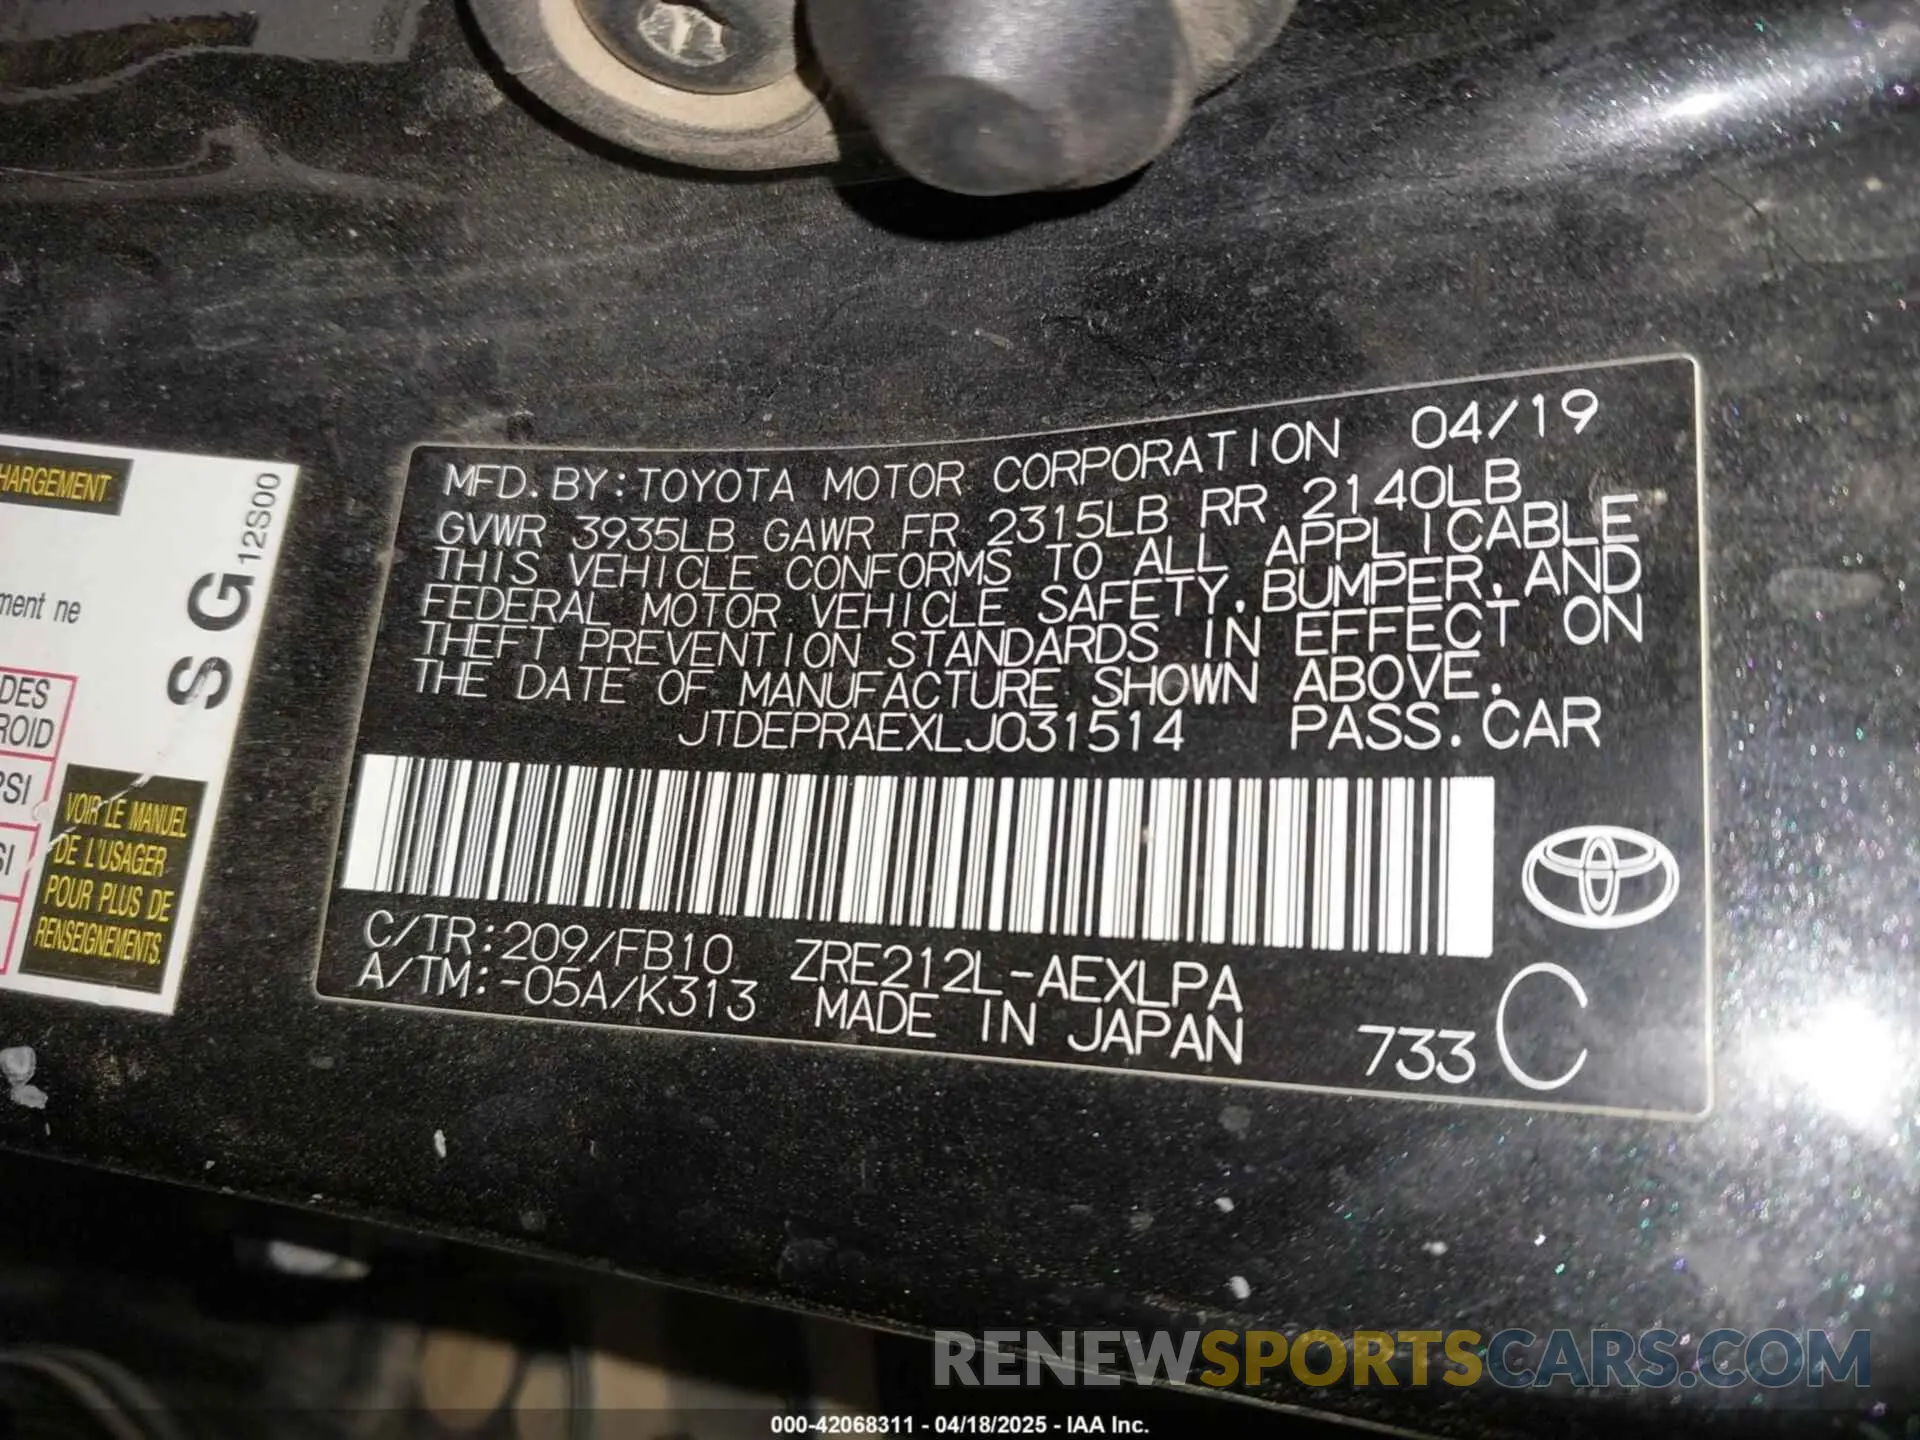 HARGEMENT
ment ne
DES
ROID
PSI
SI
VOIR LE MANUEL
DE L'USAGER
POUR PLUS DE
RENSEIGNEMENTS.
SG 12S00
MFD. BY: TOYOTA MOTOR CORPORATION 04/19
GVWR 3935LB GAWR FR 2315LB RR 2140LB
THIS VEHICLE CONFORMS TO ALL APPLICABLE
FEDERAL MOTOR VEHICLE SAFETY, BUMPER, AND
THEFT PREVENTION STANDARDS IN EFFECT ON
THE DATE OF MANUFACTURE SHOWN ABOVE.
JTDEPRAEXLJ031514 PASS. CAR
C/TR: 209/FB10 ZRE212L-AEXLPA
A/TM: -05A/K313 MADE IN JAPAN 733 C
RENEWSPORTSCARS.COM
000-42068311 - 04/18/2025 - IAA Inc.